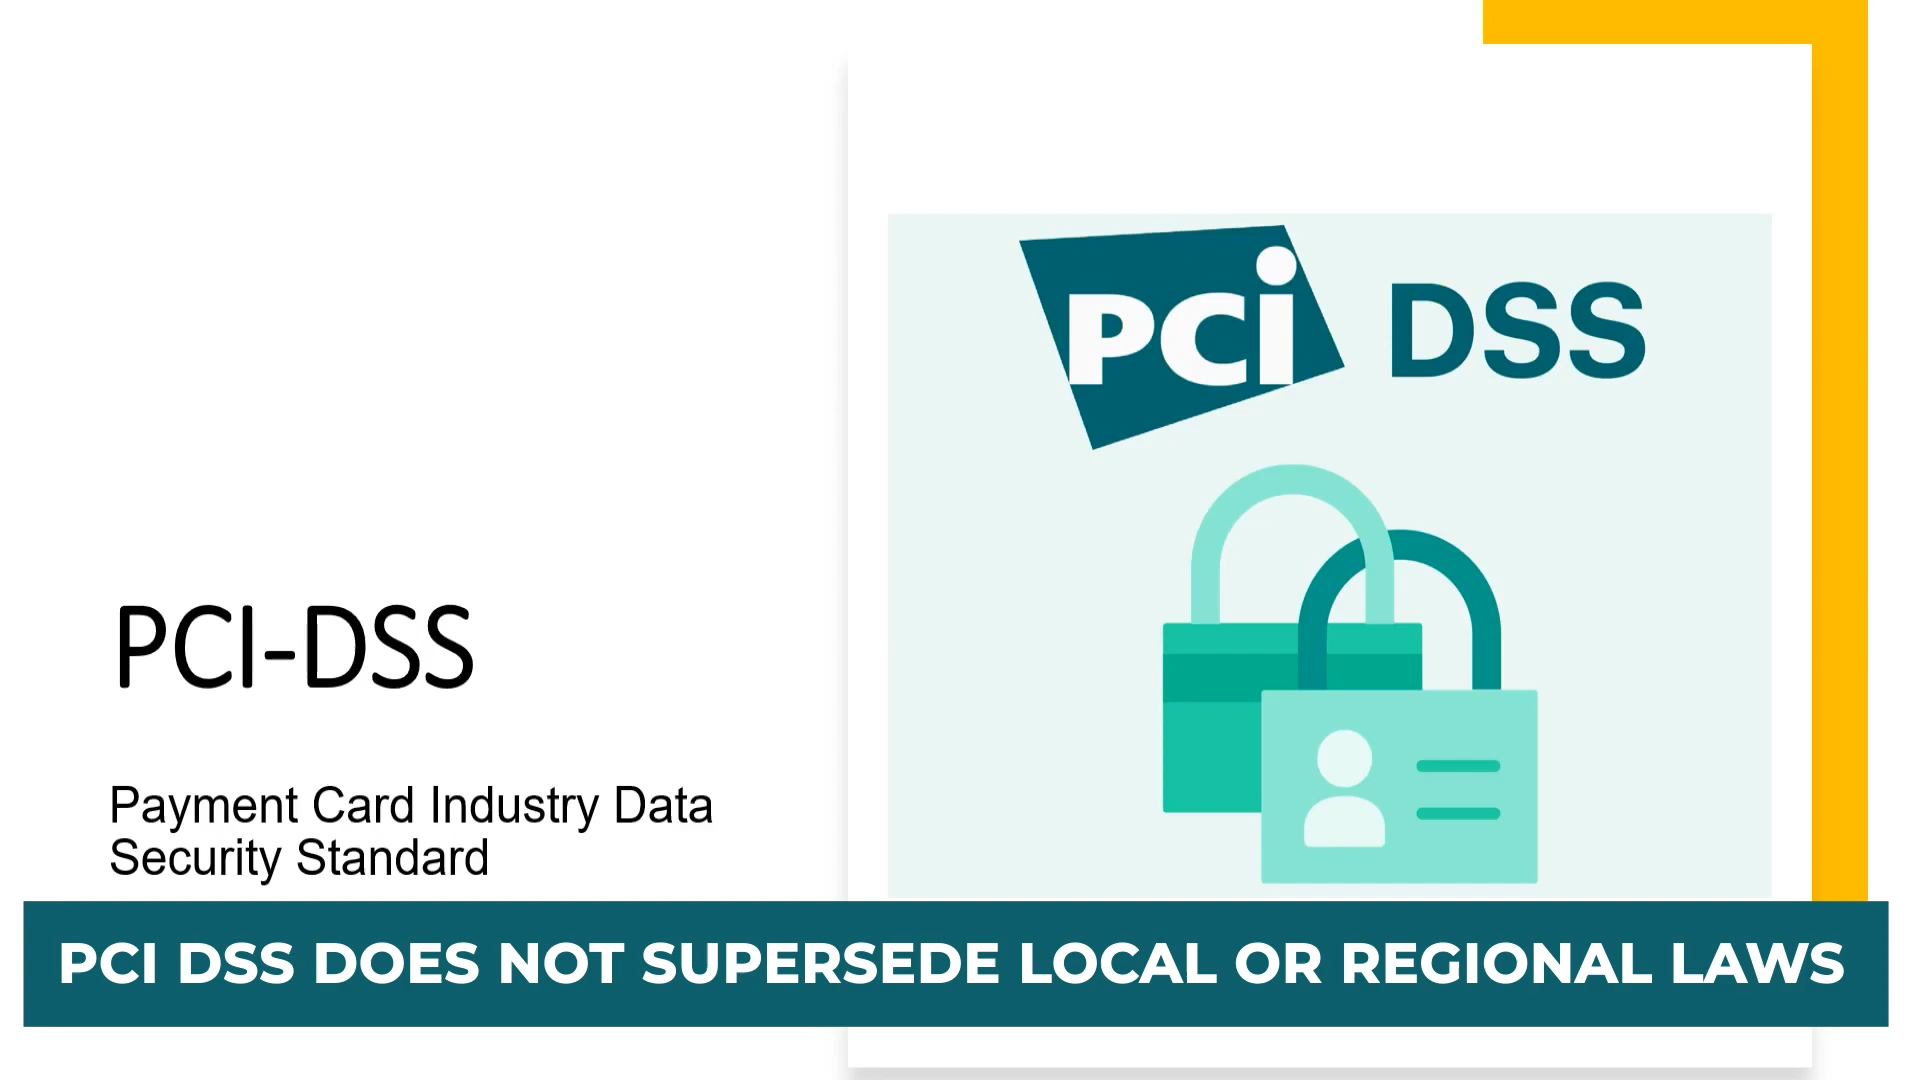 PCi DSS
PCI-DSS
Payment Card Industry Data
Security Standard
PCI DSS DOES NOT SUPERSEDE LOCAL OR REGIONAL LAWS